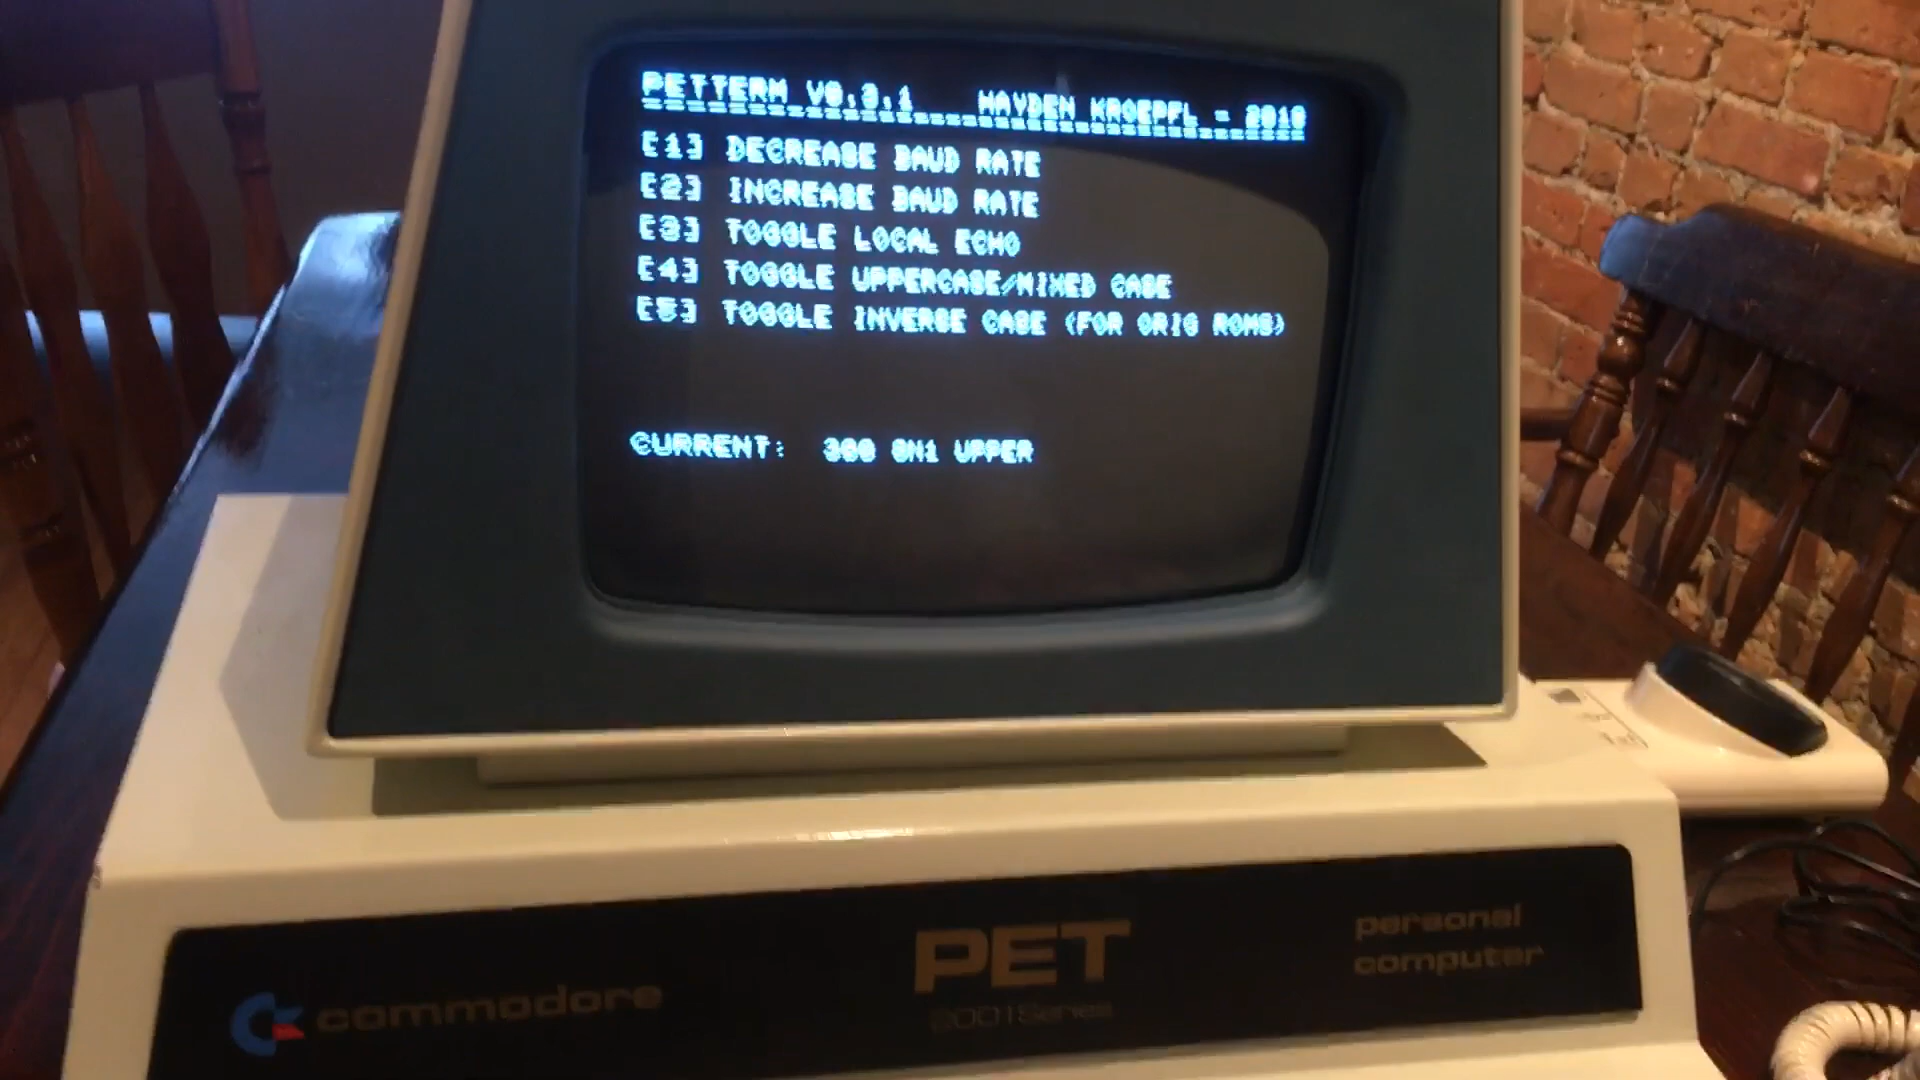 PETTERM V0.3.1    HAYDEN KROEPFL - 2018
=======================================
[1] DECREASE BAUD RATE
[2] INCREASE BAUD RATE
[3] TOGGLE LOCAL ECHO
[4] TOGGLE UPPERCASE/MIXED CASE
[5] TOGGLE INVERSE CASE (FOR ORIG ROMS)
CURRENT:  300 8N1 UPPER
commodore
PET
2001 Series
personal
computer